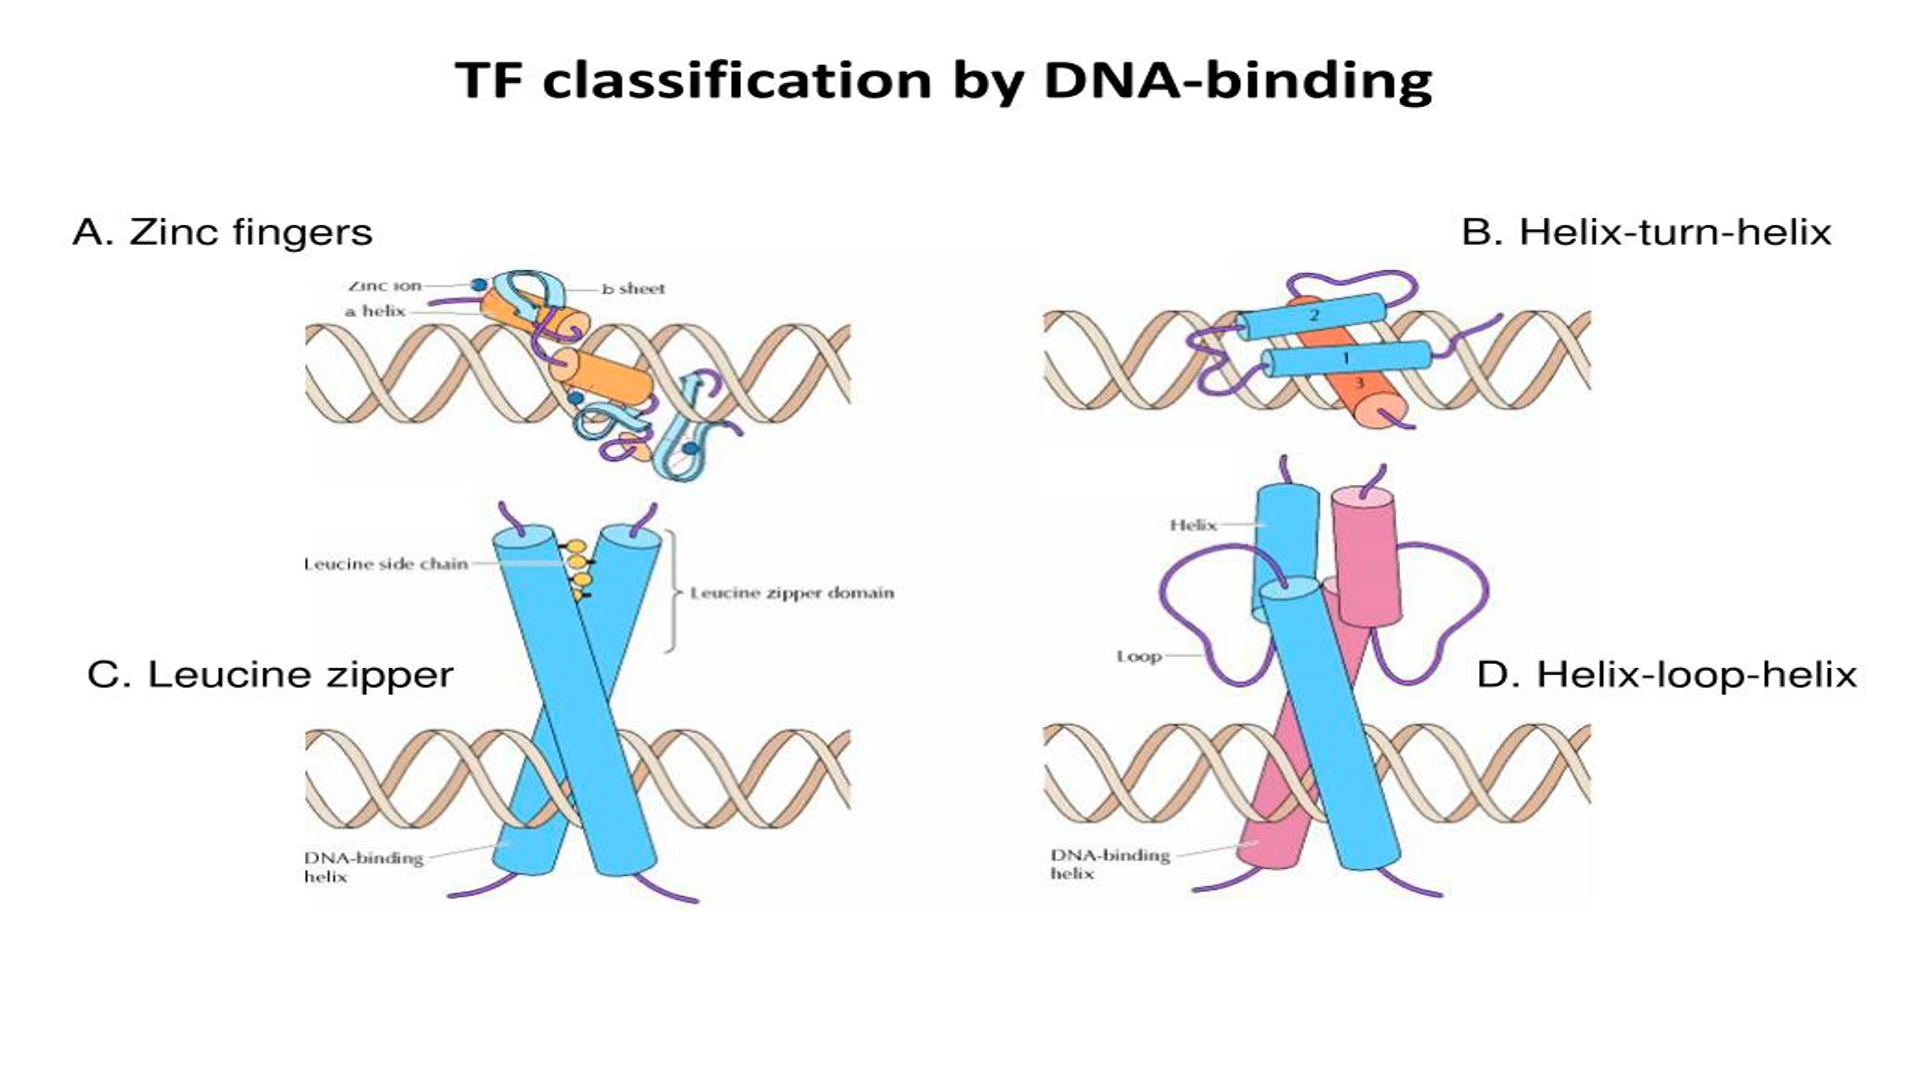 TF classification by DNA-binding
A. Zinc fingers
B. Helix-turn-helix
Zinc ion
b sheet
a helix
2
1
3
Leucine side chain
Leucine zipper domain
C. Leucine zipper
DNA-binding
helix
Helix
Loop
D. Helix-loop-helix
DNA-binding
helix